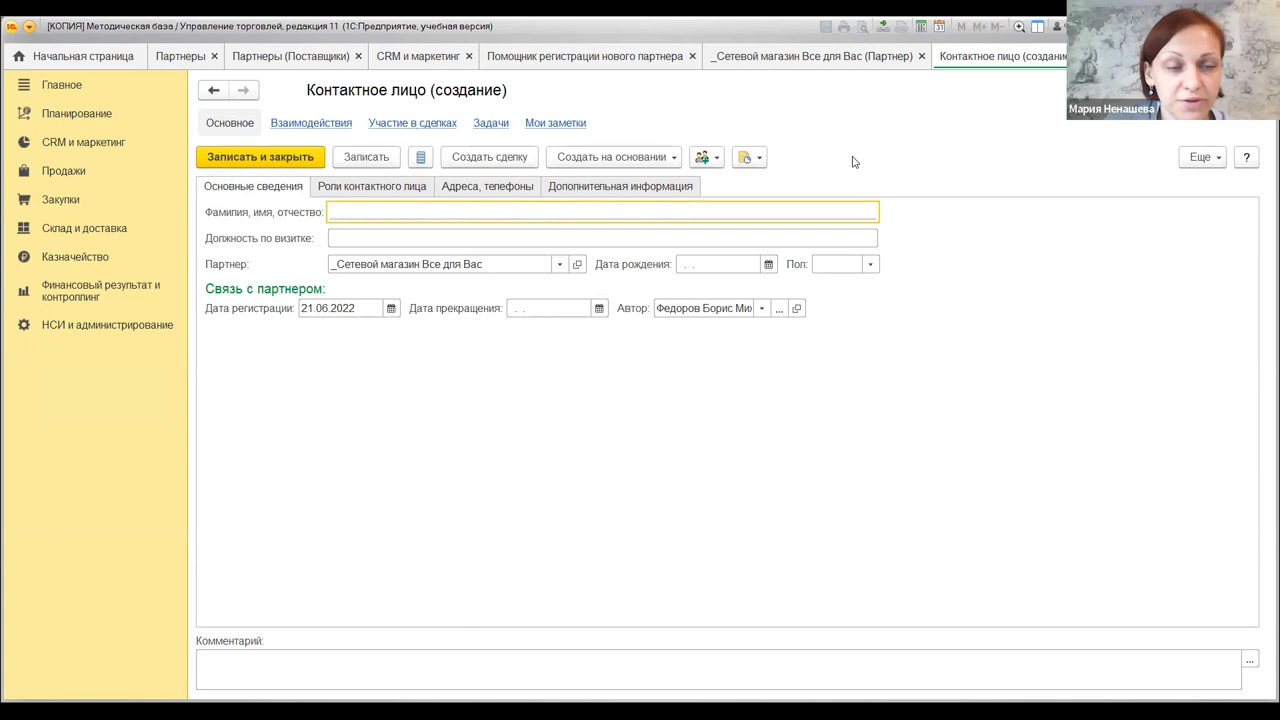 [КОПИЯ] Методическая база / Управление торговлей, редакция 11 (1С:Предприятие, учебная версия)
M M+ M−
Начальная страница Партнеры Партнеры (Поставщики) CRM и маркетинг Помощник регистрации нового партнера _Сетевой магазин Все для Вас (Партнер) Контактное лицо (создание
Мария Ненашева
Главное
Планирование
CRM и маркетинг
Продажи
Закупки
Склад и доставка
Казначейство
Финансовый результат и
контроллинг
НСИ и администрирование
Контактное лицо (создание)
Основное Взаимодействия Участие в сделках Задачи Мои заметки
Записать и закрыть Записать Создать сделку Создать на основании Еще ?
Основные сведения Роли контактного лица Адреса, телефоны Дополнительная информация
Фамилия, имя, отчество:
Должность по визитке:
Партнер: _Сетевой магазин Все для Вас Дата рождения: . . Пол:
Связь с партнером:
Дата регистрации: 21.06.2022 Дата прекращения: . . Автор: Федоров Борис Ми ...
Комментарий:
...